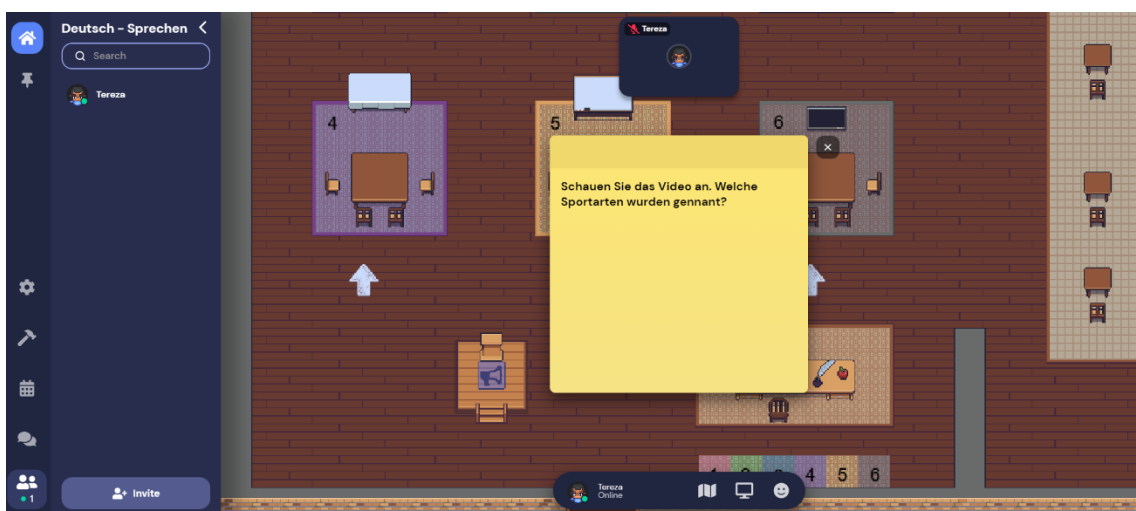 Deutsch - Sprechen
Search
Tereza
Invite
1
Tereza
4
5
6
Schauen Sie das Video an. Welche
Sportarten wurden gennant?
4 5 6
Tereza
Online